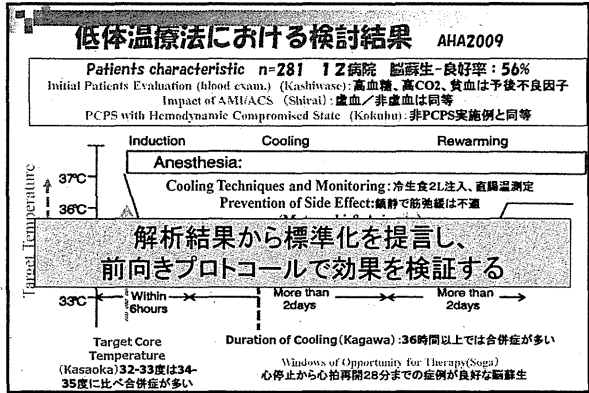 低体温療法における検討結果 AHA2009
Patients characteristic n=281 12病院 脳蘇生-良好率:56%
Initial Patients Evaluation (blood exam.) (Kashiwase):高血糖、高CO2、貧血は予後不良因子
Impact of AMI/ACS (Shirai):虚血/非虚血は同等
PCPS with Hemodynamic Compromised State (Kokubu):非PCPS実施例と同等
Induction Cooling Rewarming
Anesthesia:
Target Temperature
37℃
Cooling Techniques and Monitoring:冷生食2L注入、直腸温測定
36℃
Prevention of Side Effect:鎮静で筋弛緩は不適
解析結果から標準化を提言し、
前向きプロトコールで効果を検証する
33℃
Within
6hours
More than
2days
More than
2days
Target Core
Temperature
(Kasaoka)32-33度は34-
35度に比べ合併症が多い
Duration of Cooling(Kagawa):36時間以上では合併症が多い
Windows of Opportunity for Therapy(Soga)
心停止から心拍再開28分までの症例が良好な脳蘇生